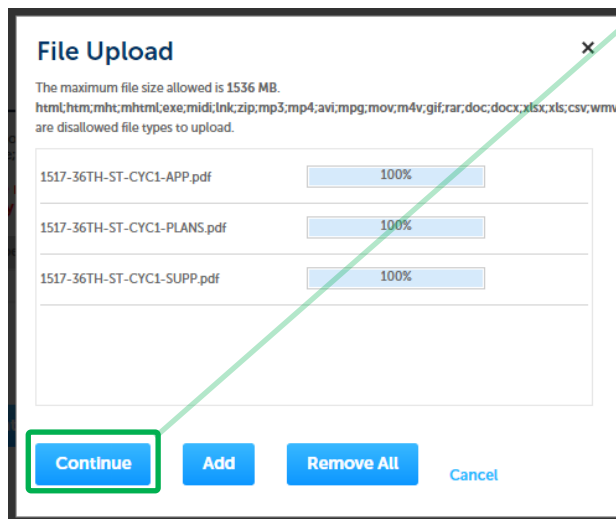 File Upload
×
The maximum file size allowed is 1536 MB.
html;htm;mht;mhtml;exe;midi;lnk;zip;mp3;mp4;avi;mpg;mov;m4v;gif;rar;doc;docx;xlsx;xls;csv;wmv
are disallowed file types to upload.
1517-36TH-ST-CYC1-APP.pdf 100%
1517-36TH-ST-CYC1-PLANS.pdf 100%
1517-36TH-ST-CYC1-SUPP.pdf 100%
Continue Add Remove All Cancel